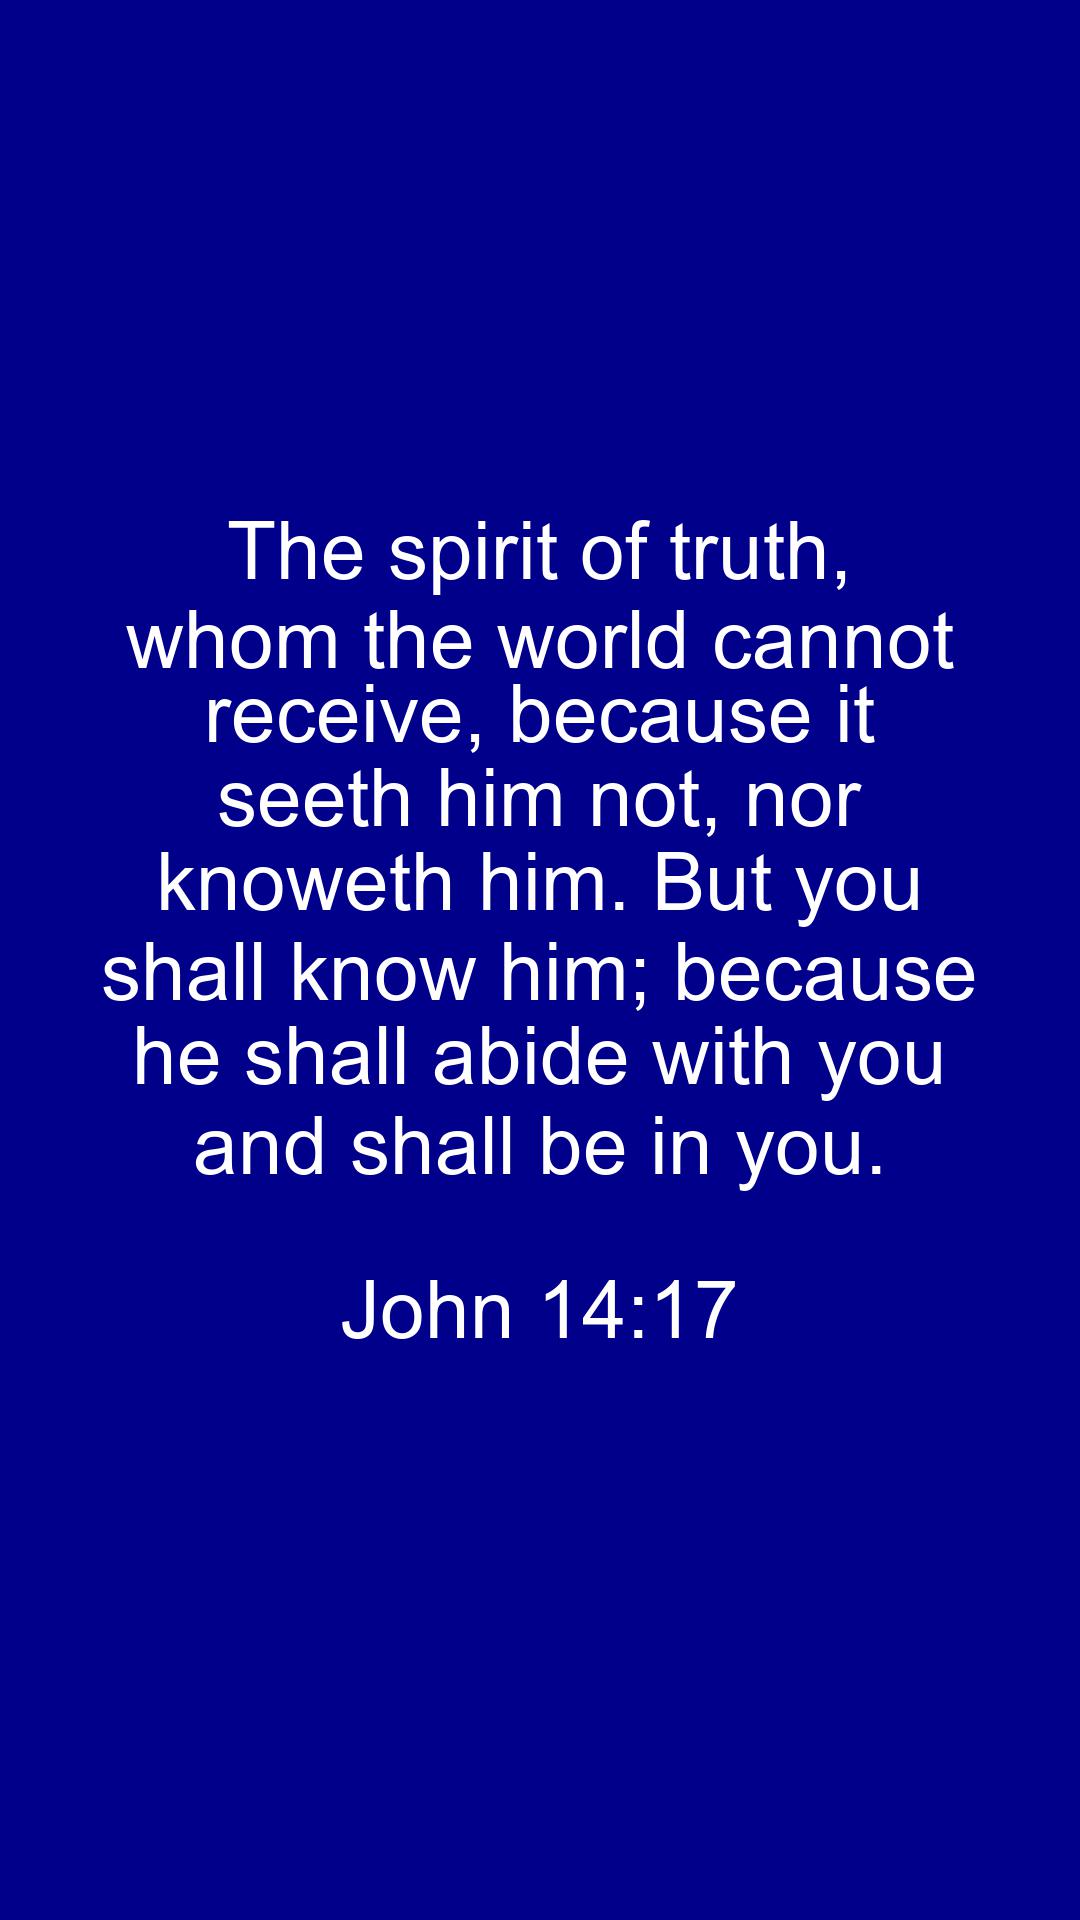 The spirit of truth,
whom the world cannot
receive, because it
seeth him not, nor
knoweth him. But you
shall know him; because
he shall abide with you
and shall be in you.
John 14:17